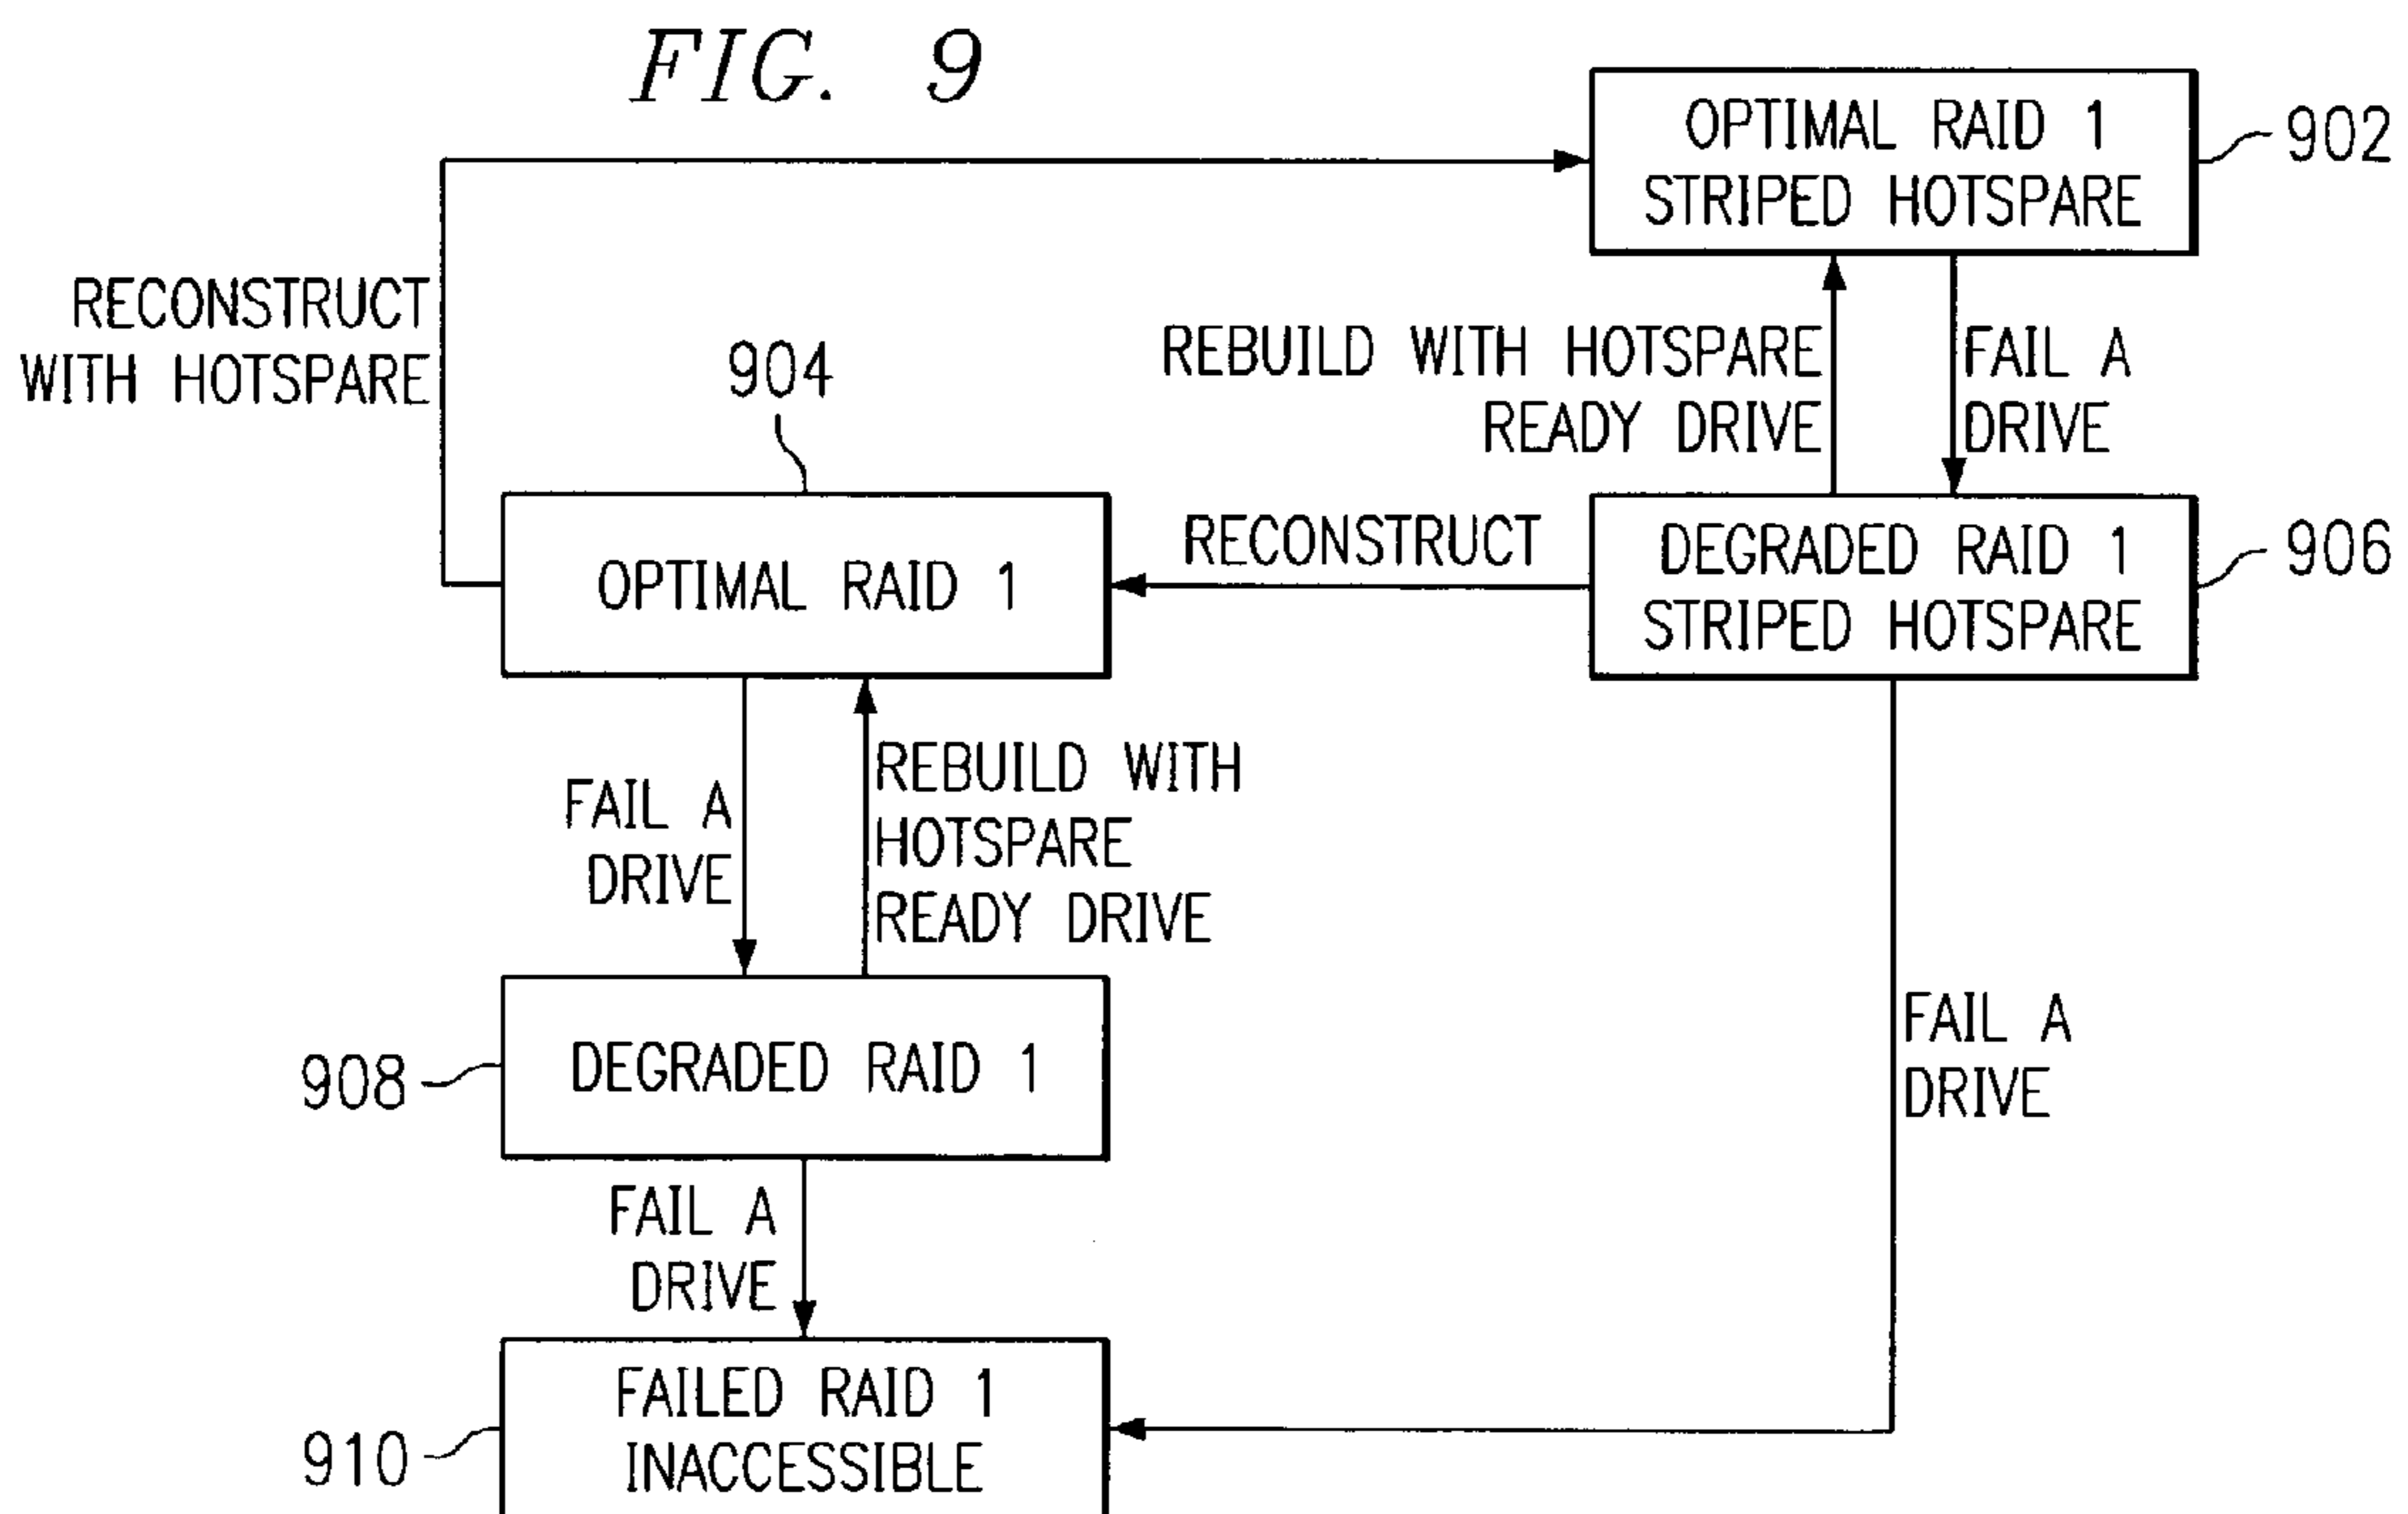 FIG. 9
OPTIMAL RAID 1
STRIPED HOTSPARE
902
RECONSTRUCT
WITH HOTSPARE
904
REBUILD WITH HOTSPARE
READY DRIVE
FAIL A
DRIVE
OPTIMAL RAID 1
RECONSTRUCT
DEGRADED RAID 1
STRIPED HOTSPARE
906
FAIL A
DRIVE
REBUILD WITH
HOTSPARE
READY DRIVE
908
DEGRADED RAID 1
FAIL A
DRIVE
FAIL A
DRIVE
910
FAILED RAID 1
INACCESSIBLE